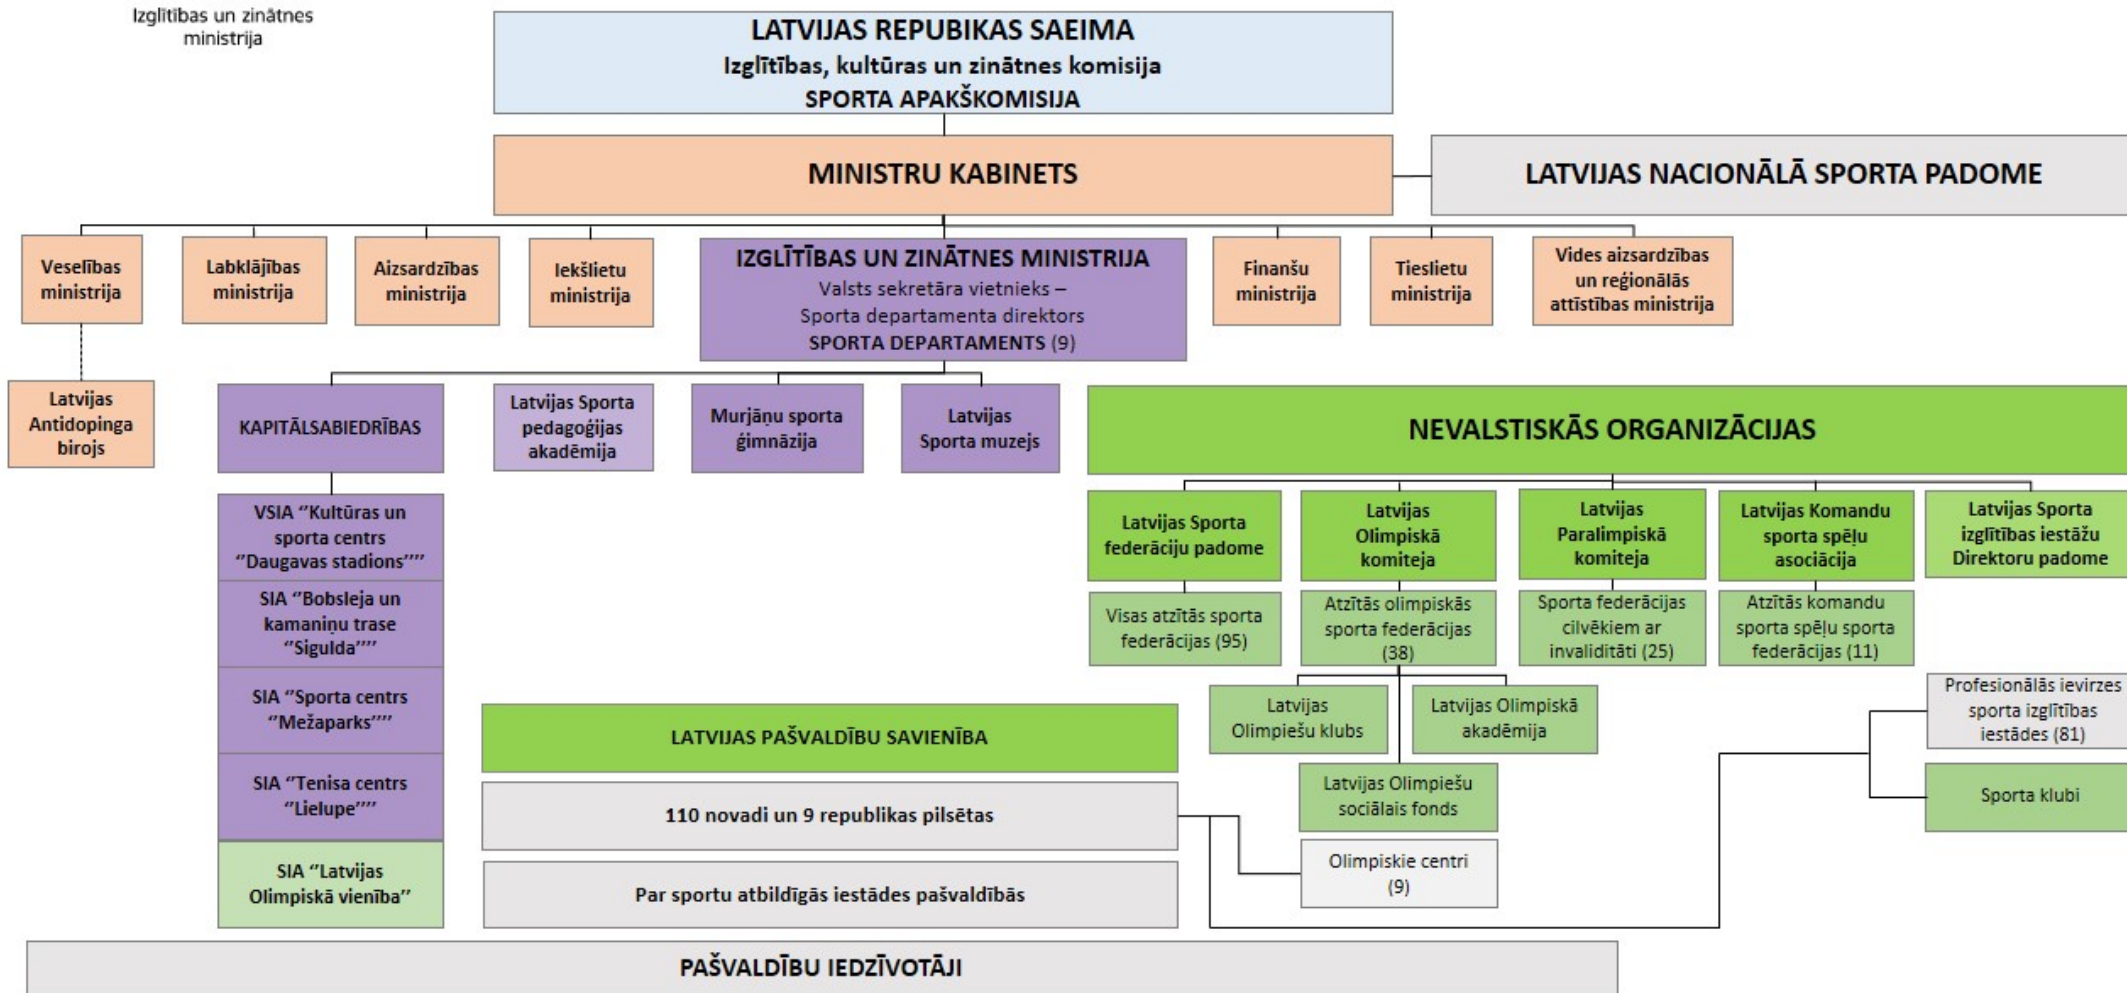 Izglītības un zinātnes
ministrija
LATVIJAS REPUBIKAS SAEIMA
Izglītības, kultūras un zinātnes komisija
SPORTA APAKŠKOMISIJA
MINISTRU KABINETS
LATVIJAS NACIONĀLĀ SPORTA PADOME
Veselības
ministrija
Labklājības
ministrija
Aizsardzības
ministrija
Iekšlietu
ministrija
IZGLĪTĪBAS UN ZINĀTNES MINISTRIJA
Valsts sekretāra vietnieks –
Sporta departamenta direktors
SPORTA DEPARTAMENTS (9)
Finanšu
ministrija
Tieslietu
ministrija
Vides aizsardzības
un reģionālās
attīstības ministrija
Latvijas
Antidopinga
birojs
KAPITĀLSABIEDRĪBAS
Latvijas Sporta
pedagoģijas
akadēmija
Murjāņu sporta
ģimnāzija
Latvijas
Sporta muzejs
NEVALSTISKĀS ORGANIZĀCIJAS
VSIA ‘’Kultūras un
sporta centrs
‘’Daugavas stadions’’’’
SIA ‘’Bobsleja un
kamaniņu trase
‘’Sigulda’’’’
SIA ‘’Sporta centrs
‘’Mežaparks’’’’
SIA ‘’Tenisa centrs
‘’Lielupe’’’’
SIA ‘’Latvijas
Olimpiskā vienība’’
Latvijas Sporta
federāciju padome
Latvijas
Olimpiskā
komiteja
Latvijas
Paralimpiskā
komiteja
Latvijas Komandu
sporta spēļu
asociācija
Latvijas Sporta
izglītības iestāžu
Direktoru padome
Visas atzītās sporta
federācijas (95)
Atzītās olimpiskās
sporta federācijas
(38)
Sporta federācijas
cilvēkiem ar
invaliditāti (25)
Atzītās komandu
sporta spēļu sporta
federācijas (11)
Latvijas
Olimpiešu klubs
Latvijas Olimpiskā
akadēmija
Latvijas Olimpiešu
sociālais fonds
Olimpiskie centri
(9)
Profesionālās ievirzes
sporta izglītības
iestādes (81)
Sporta klubi
LATVIJAS PAŠVALDĪBU SAVIENĪBA
110 novadi un 9 republikas pilsētas
Par sportu atbildīgās iestādes pašvaldībās
PAŠVALDĪBU IEDZĪVOTĀJI